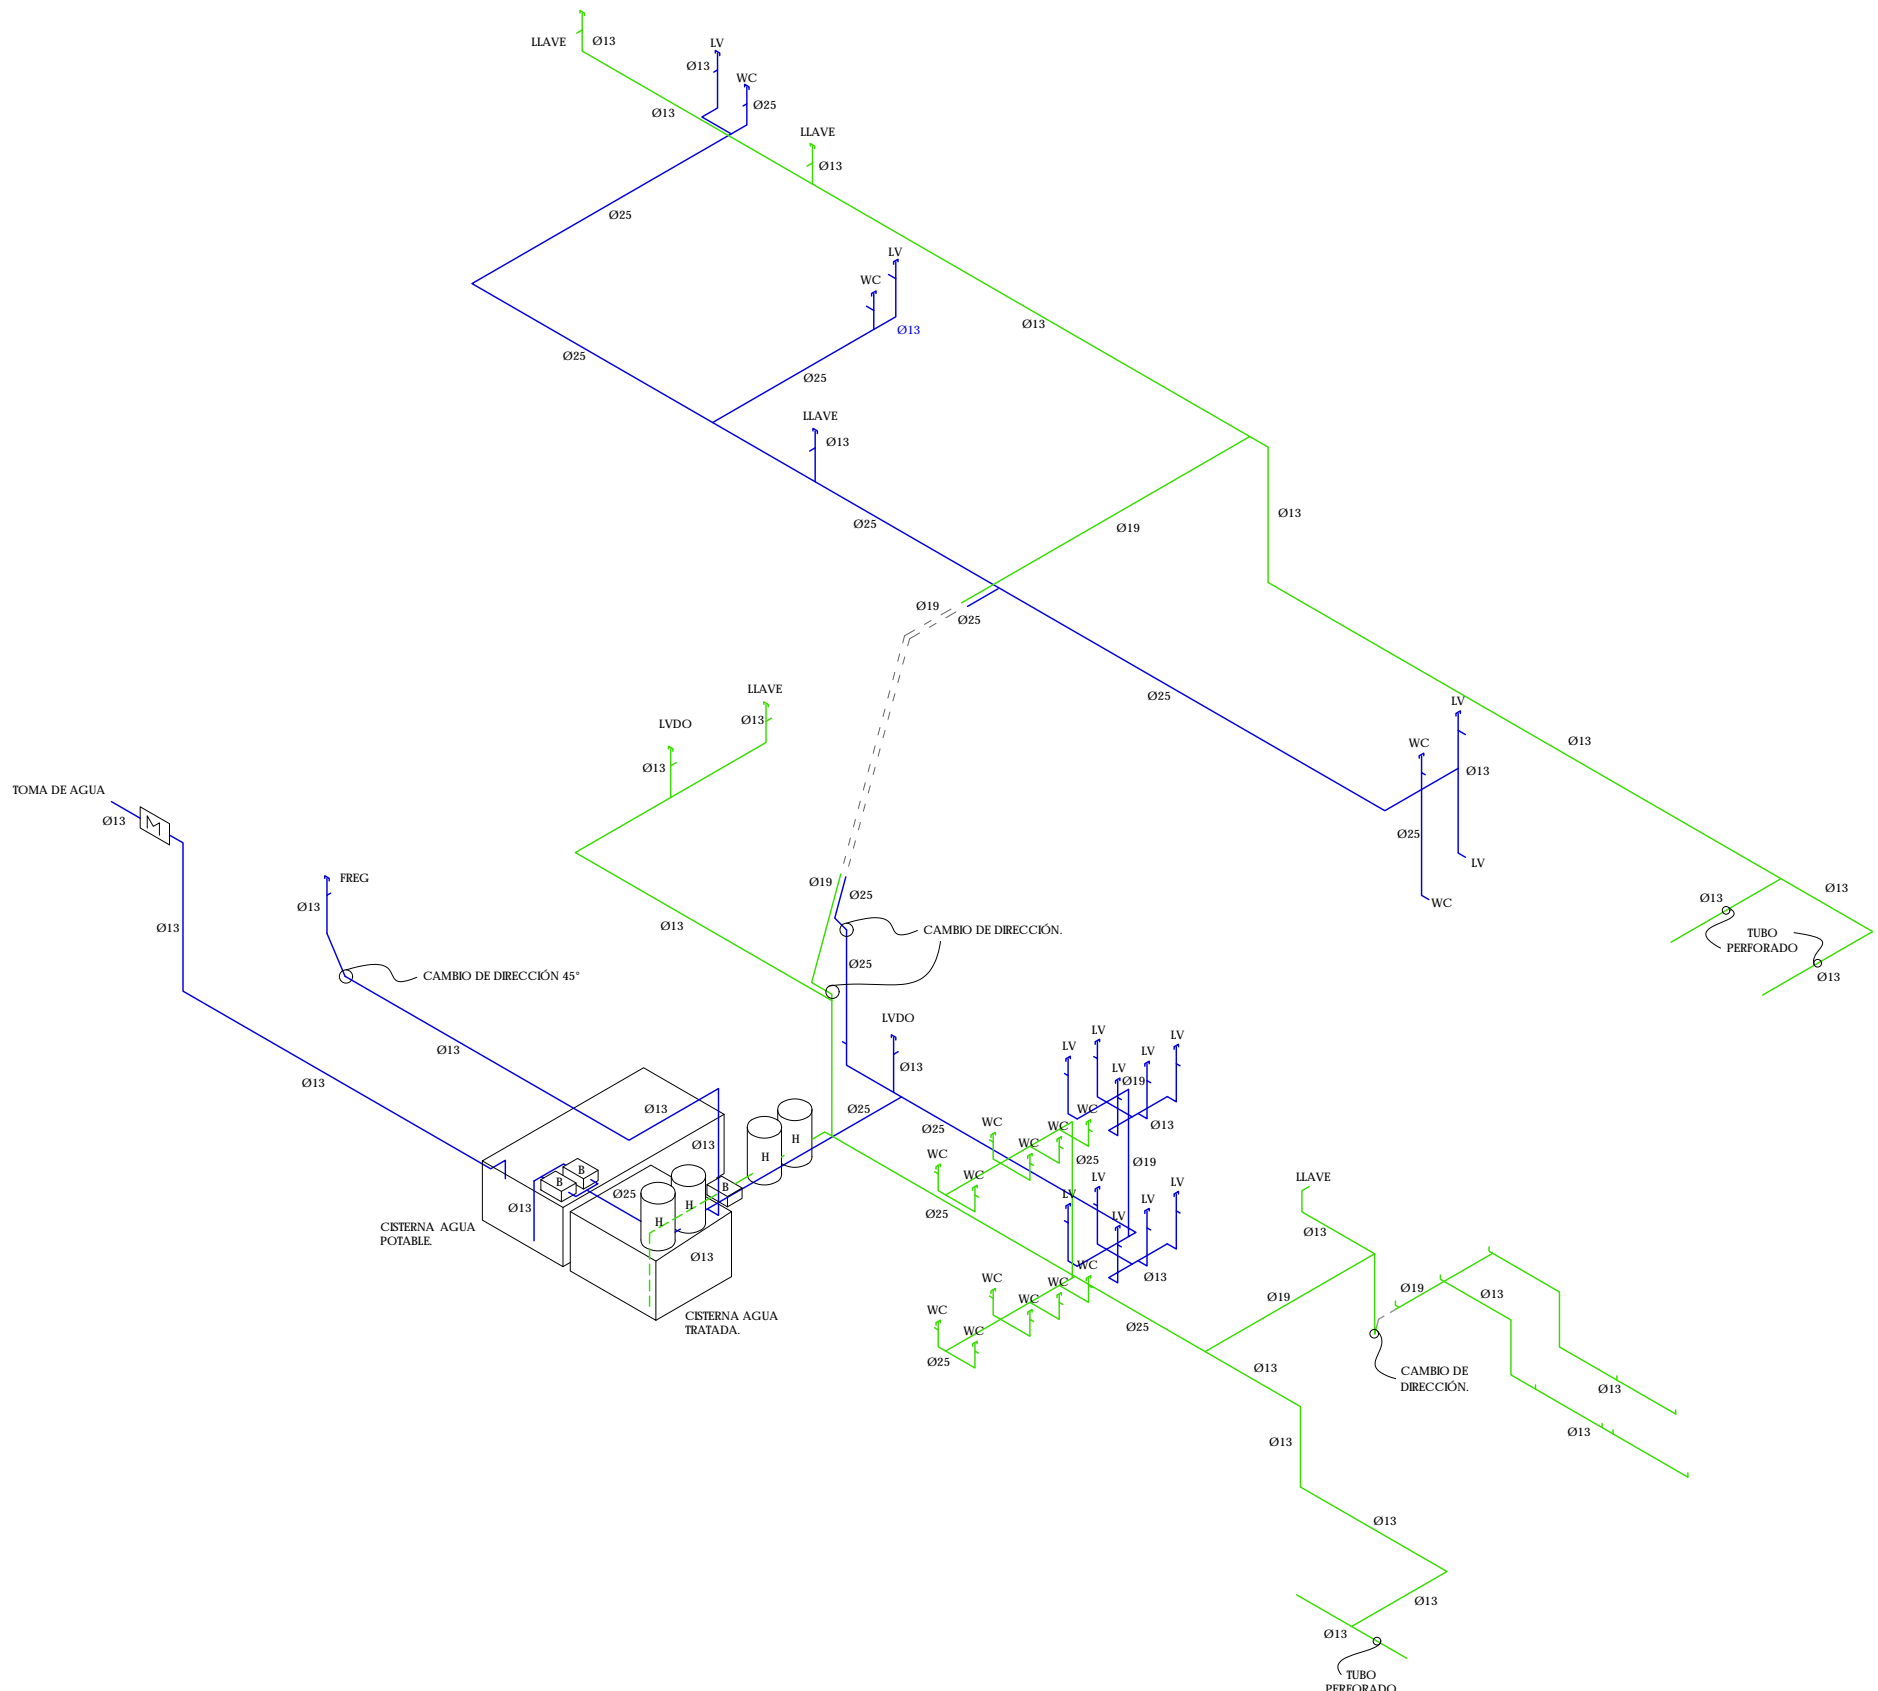 LLAVE
Ø13
LV
Ø13
WC
Ø25
Ø13
LLAVE
Ø13
Ø25
LV
WC
Ø13
Ø13
Ø25
Ø25
LLAVE
Ø13
Ø25
Ø13
Ø19
Ø19
Ø25
LLAVE
Ø13
LVDO
Ø13
Ø25
LV
WC
Ø13
Ø13
TOMA DE AGUA
Ø13
M
Ø25
LV
WC
FREG
Ø13
Ø13
Ø19
Ø25
Ø13
CAMBIO DE DIRECCIÓN.
Ø25
CAMBIO DE DIRECCIÓN 45°
Ø13
Ø13
TUBO
PERFORADO
Ø13
LVDO
Ø13
Ø13
Ø13
Ø13
Ø25
Ø25
LV
LV
LV
LV
LV
Ø19
Ø13
Ø13
H
H
WC
WC
WC
WC
WC
WC
Ø25
Ø19
B
B
B
Ø25
H
H
Ø13
Ø13
CISTERNA AGUA
POTABLE.
CISTERNA AGUA
TRATADA.
Ø25
LV
LV
LV
LV
LV
Ø13
WC
WC
WC
WC
WC
WC
Ø25
LLAVE
Ø13
Ø19
Ø25
Ø19
Ø13
Ø13
Ø13
CAMBIO DE
DIRECCIÓN.
Ø13
Ø13
Ø13
Ø13
Ø13
TUBO
PERFORADO